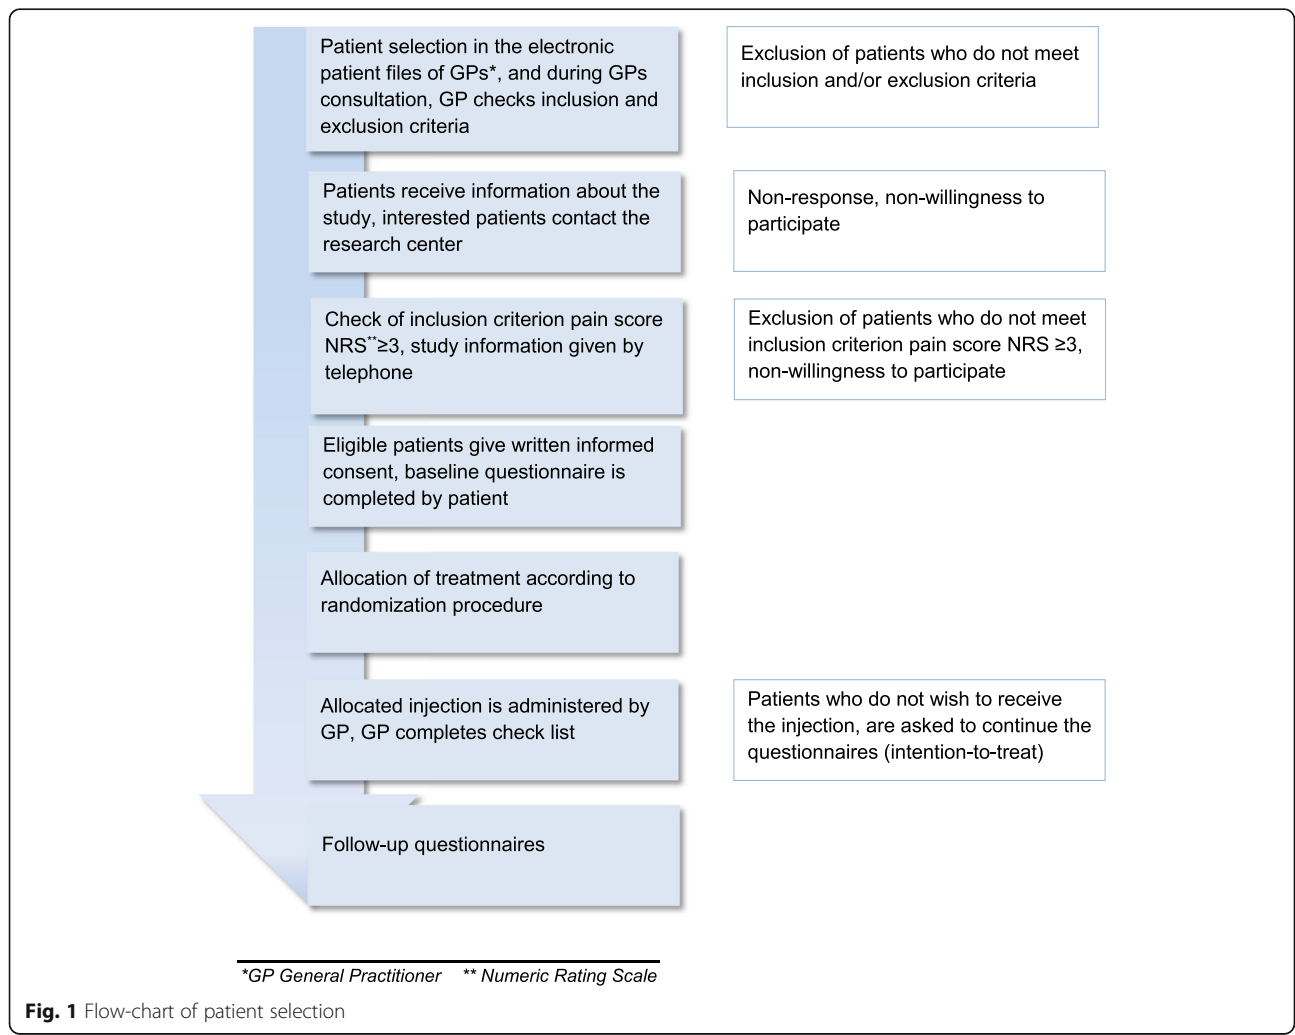 Patient selection in the electronic
patient files of GPs*, and during GPs
consultation, GP checks inclusion and
exclusion criteria
Exclusion of patients who do not meet
inclusion and/or exclusion criteria
Patients receive information about the
study, interested patients contact the
research center
Non-response, non-willingness to
participate
Check of inclusion criterion pain score
NRS**≥3, study information given by
telephone
Exclusion of patients who do not meet
inclusion criterion pain score NRS ≥3,
non-willingness to participate
Eligible patients give written informed
consent, baseline questionnaire is
completed by patient
Allocation of treatment according to
randomization procedure
Allocated injection is administered by
GP, GP completes check list
Patients who do not wish to receive
the injection, are asked to continue the
questionnaires (intention-to-treat)
Follow-up questionnaires
*GP General Practitioner ** Numeric Rating Scale
Fig. 1 Flow-chart of patient selection